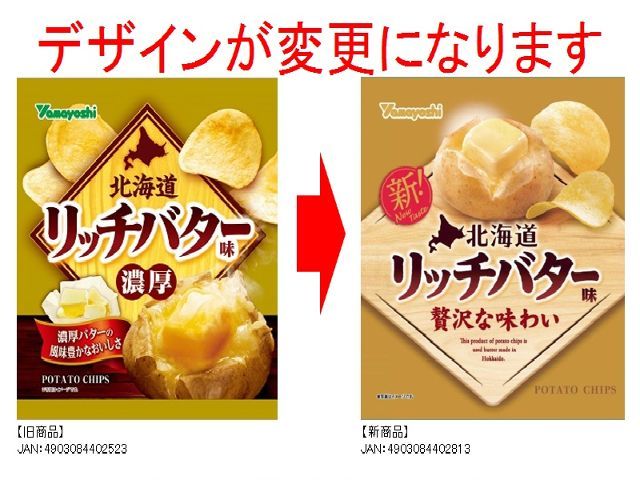 デザインが変更になります
Yamayoshi
北海道
リッチバター味
濃厚
濃厚バターの
風味豊かなおいしさ
POTATO CHIPS
Yamayoshi
新!
New Taste
北海道
リッチバター味
贅沢な味わい
This product of potato chips is
used butter made in
Hokkaido.
POTATO CHIPS
【旧商品】
JAN:4903084402523
【新商品】
JAN:4903084402813